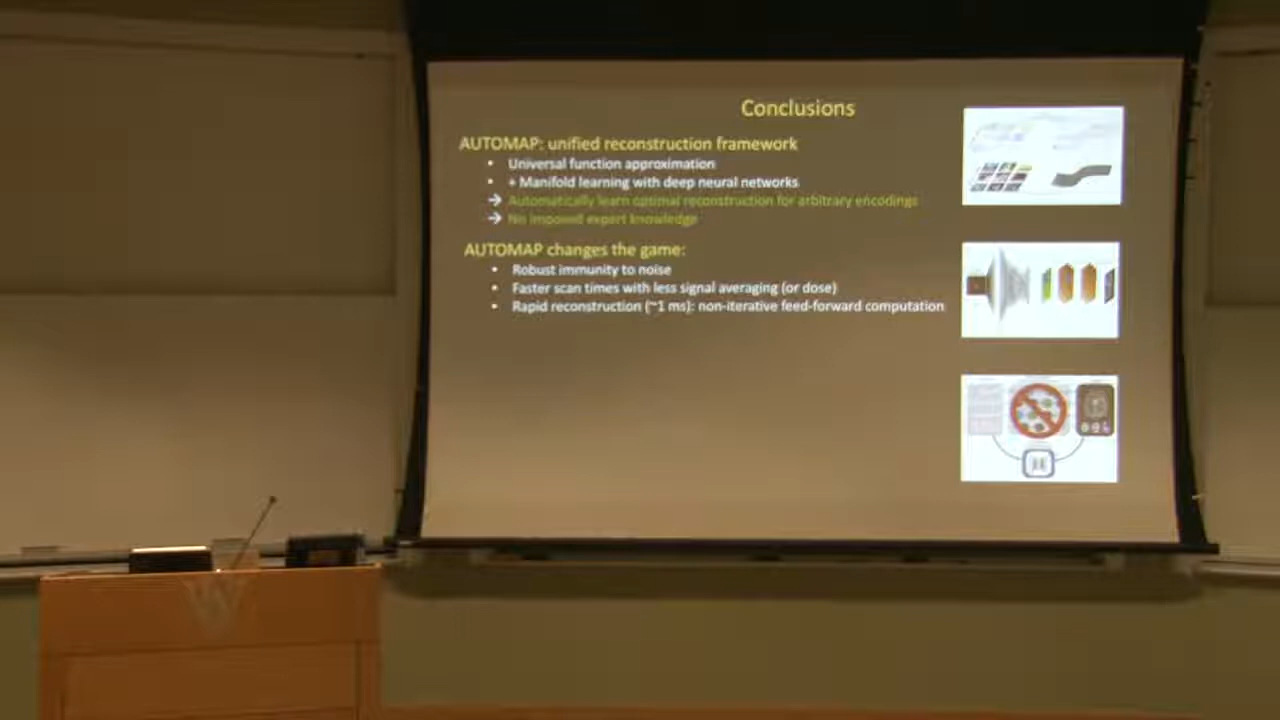 Conclusions
AUTOMAP: unified reconstruction framework
• Universal function approximation
• + Manifold learning with deep neural networks
→ Automatically learn optimal reconstruction for arbitrary encodings
→ No imposed expert knowledge
AUTOMAP changes the game:
• Robust immunity to noise
• Faster scan times with less signal averaging (or dose)
• Rapid reconstruction (~1 ms): non-iterative feed-forward computation
W